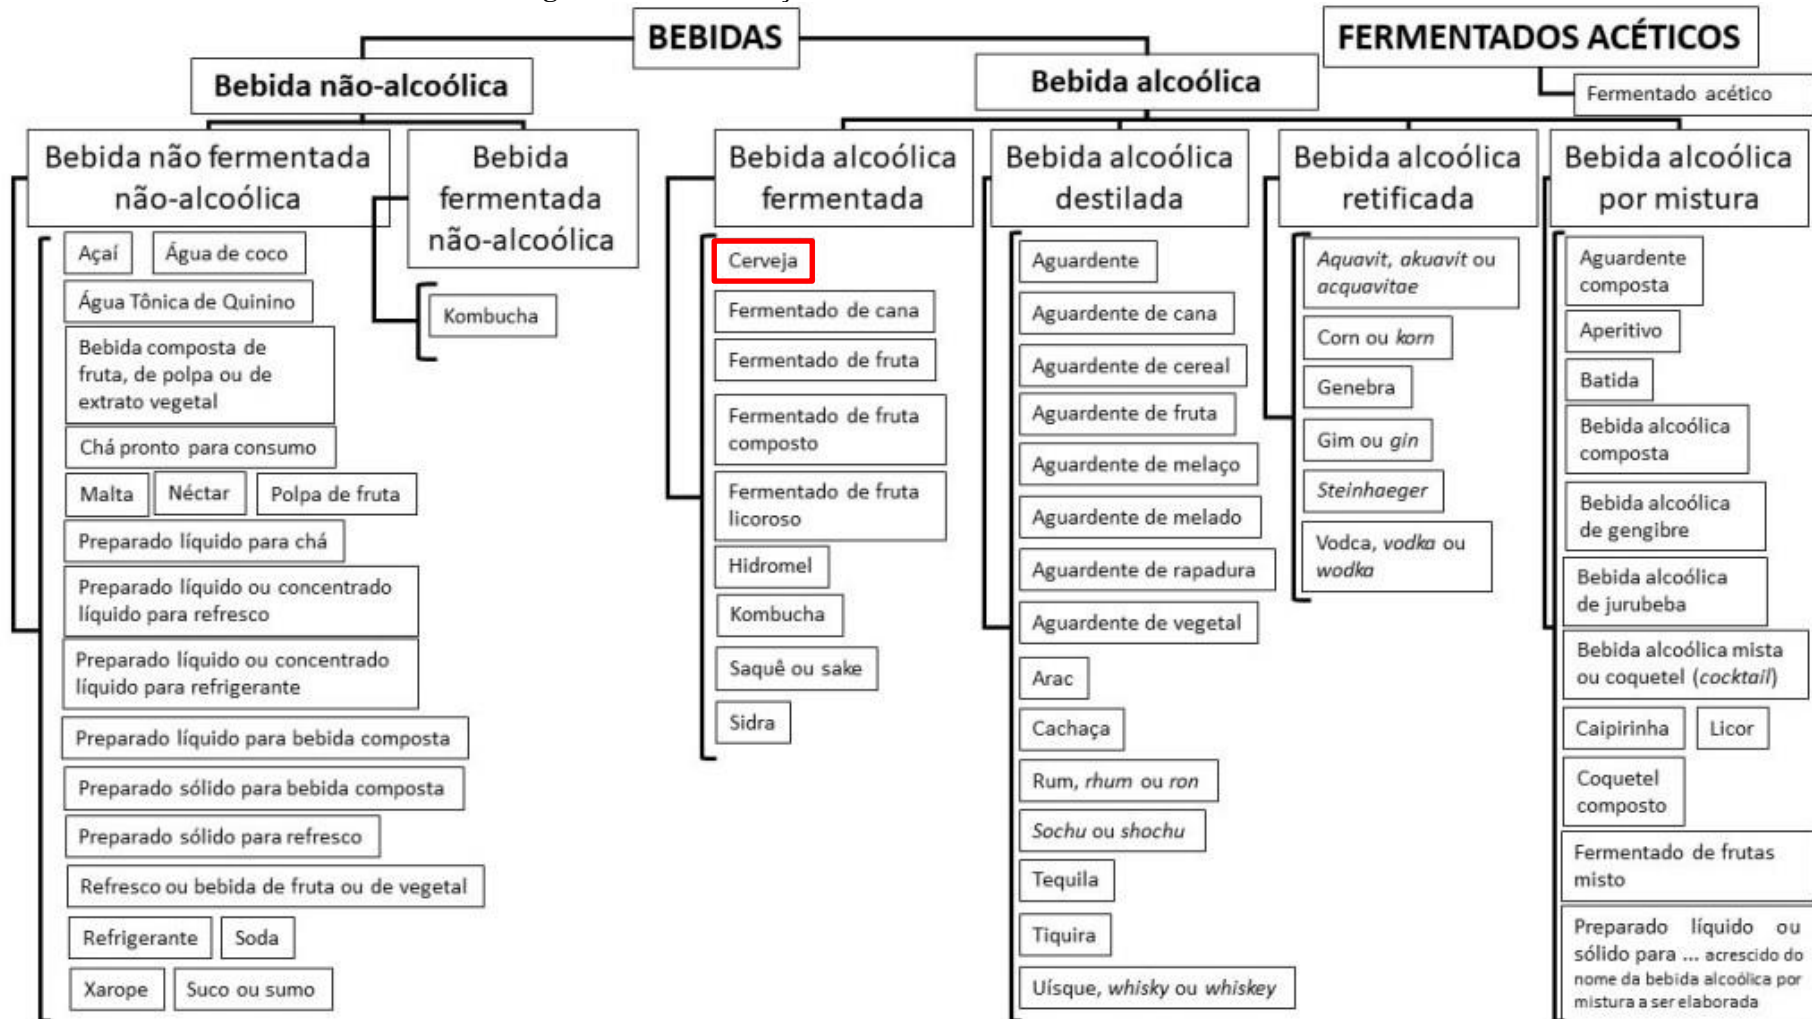 BEBIDAS
FERMENTADOS ACÉTICOS
Fermentado acético
Bebida não-alcoólica
Bebida alcoólica
Bebida não fermentada
não-alcoólica
Açaí
Água de coco
Água Tônica de Quinino
Bebida composta de
fruta, de polpa ou de
extrato vegetal
Chá pronto para consumo
Malta
Néctar
Polpa de fruta
Preparado líquido para chá
Preparado líquido ou concentrado
líquido para refresco
Preparado líquido ou concentrado
líquido para refrigerante
Preparado líquido para bebida composta
Preparado sólido para bebida composta
Preparado sólido para refresco
Refresco ou bebida de fruta ou de vegetal
Refrigerante
Soda
Xarope
Suco ou sumo
Bebida
fermentada
não-alcoólica
Kombucha
Bebida alcoólica
fermentada
Cerveja
Fermentado de cana
Fermentado de fruta
Fermentado de fruta
composto
Fermentado de fruta
licoroso
Hidromel
Kombucha
Saquê ou sake
Sidra
Bebida alcoólica
destilada
Aguardente
Aguardente de cana
Aguardente de cereal
Aguardente de fruta
Aguardente de melaço
Aguardente de melado
Aguardente de rapadura
Aguardente de vegetal
Arac
Cachaça
Rum, rhum ou ron
Sochu ou shochu
Tequila
Tiquira
Uísque, whisky ou whiskey
Bebida alcoólica
retificada
Aquavit, akuavit ou
acquavitae
Corn ou korn
Genebra
Gim ou gin
Steinhaeger
Vodca, vodka ou
wodka
Bebida alcoólica
por mistura
Aguardente
composta
Aperitivo
Batida
Bebida alcoólica
composta
Bebida alcoólica
de gengibre
Bebida alcoólica
de jurubeba
Bebida alcoólica mista
ou coquetel (cocktail)
Caipirinha
Licor
Coquetel
composto
Fermentado de frutas
misto
Preparado líquido ou
sólido para ... acrescido do
nome da bebida alcoólica por
mistura a ser elaborada